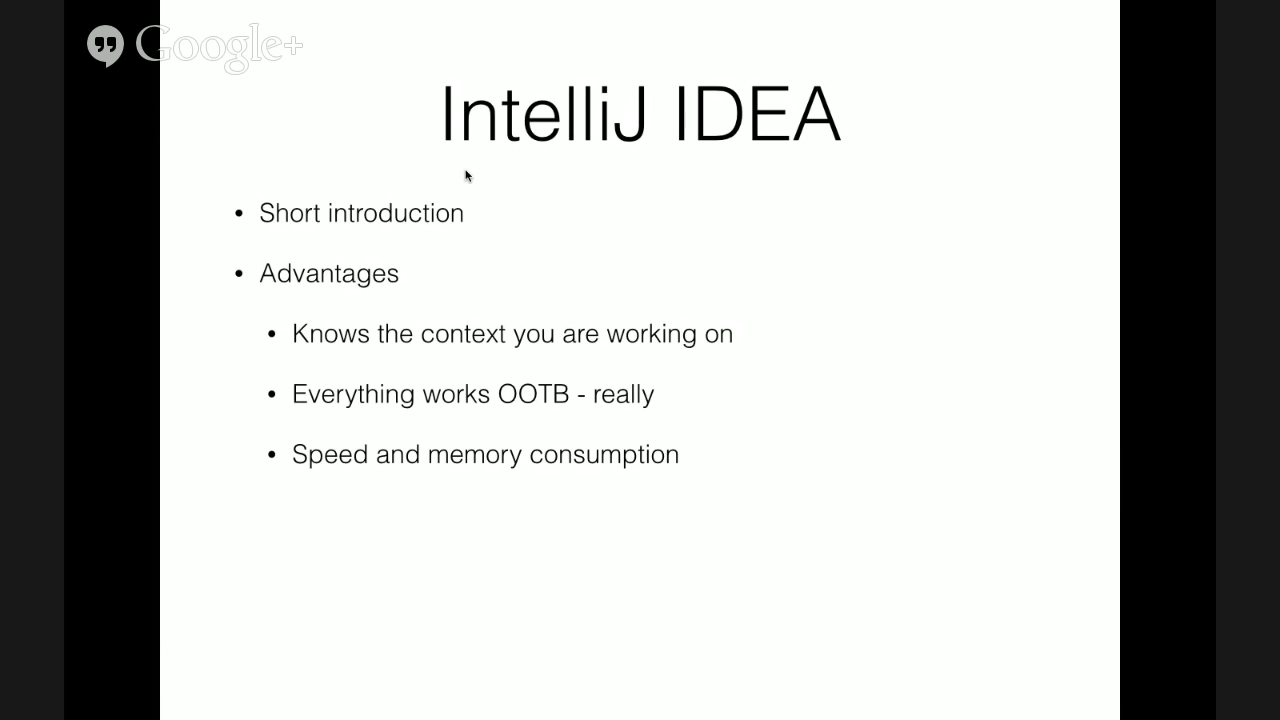 Google+
IntelliJ IDEA
• Short introduction
• Advantages
• Knows the context you are working on
• Everything works OOTB - really
• Speed and memory consumption